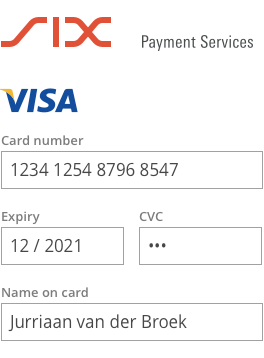 SIX Payment Services
VISA
Card number
1234 1254 8796 8547
Expiry CVC
12 / 2021 •••
Name on card
Jurriaan van der Broek